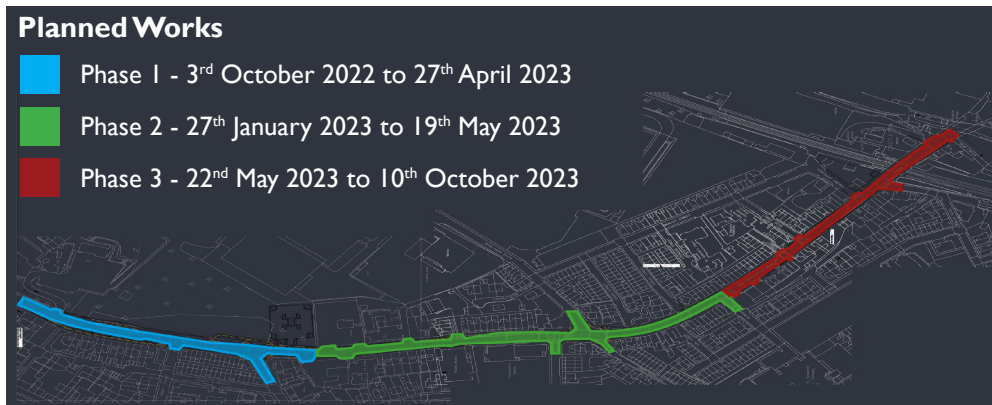 Planned Works
Phase 1 - 3rd October 2022 to 27th April 2023
Phase 2 - 27th January 2023 to 19th May 2023
Phase 3 - 22nd May 2023 to 10th October 2023